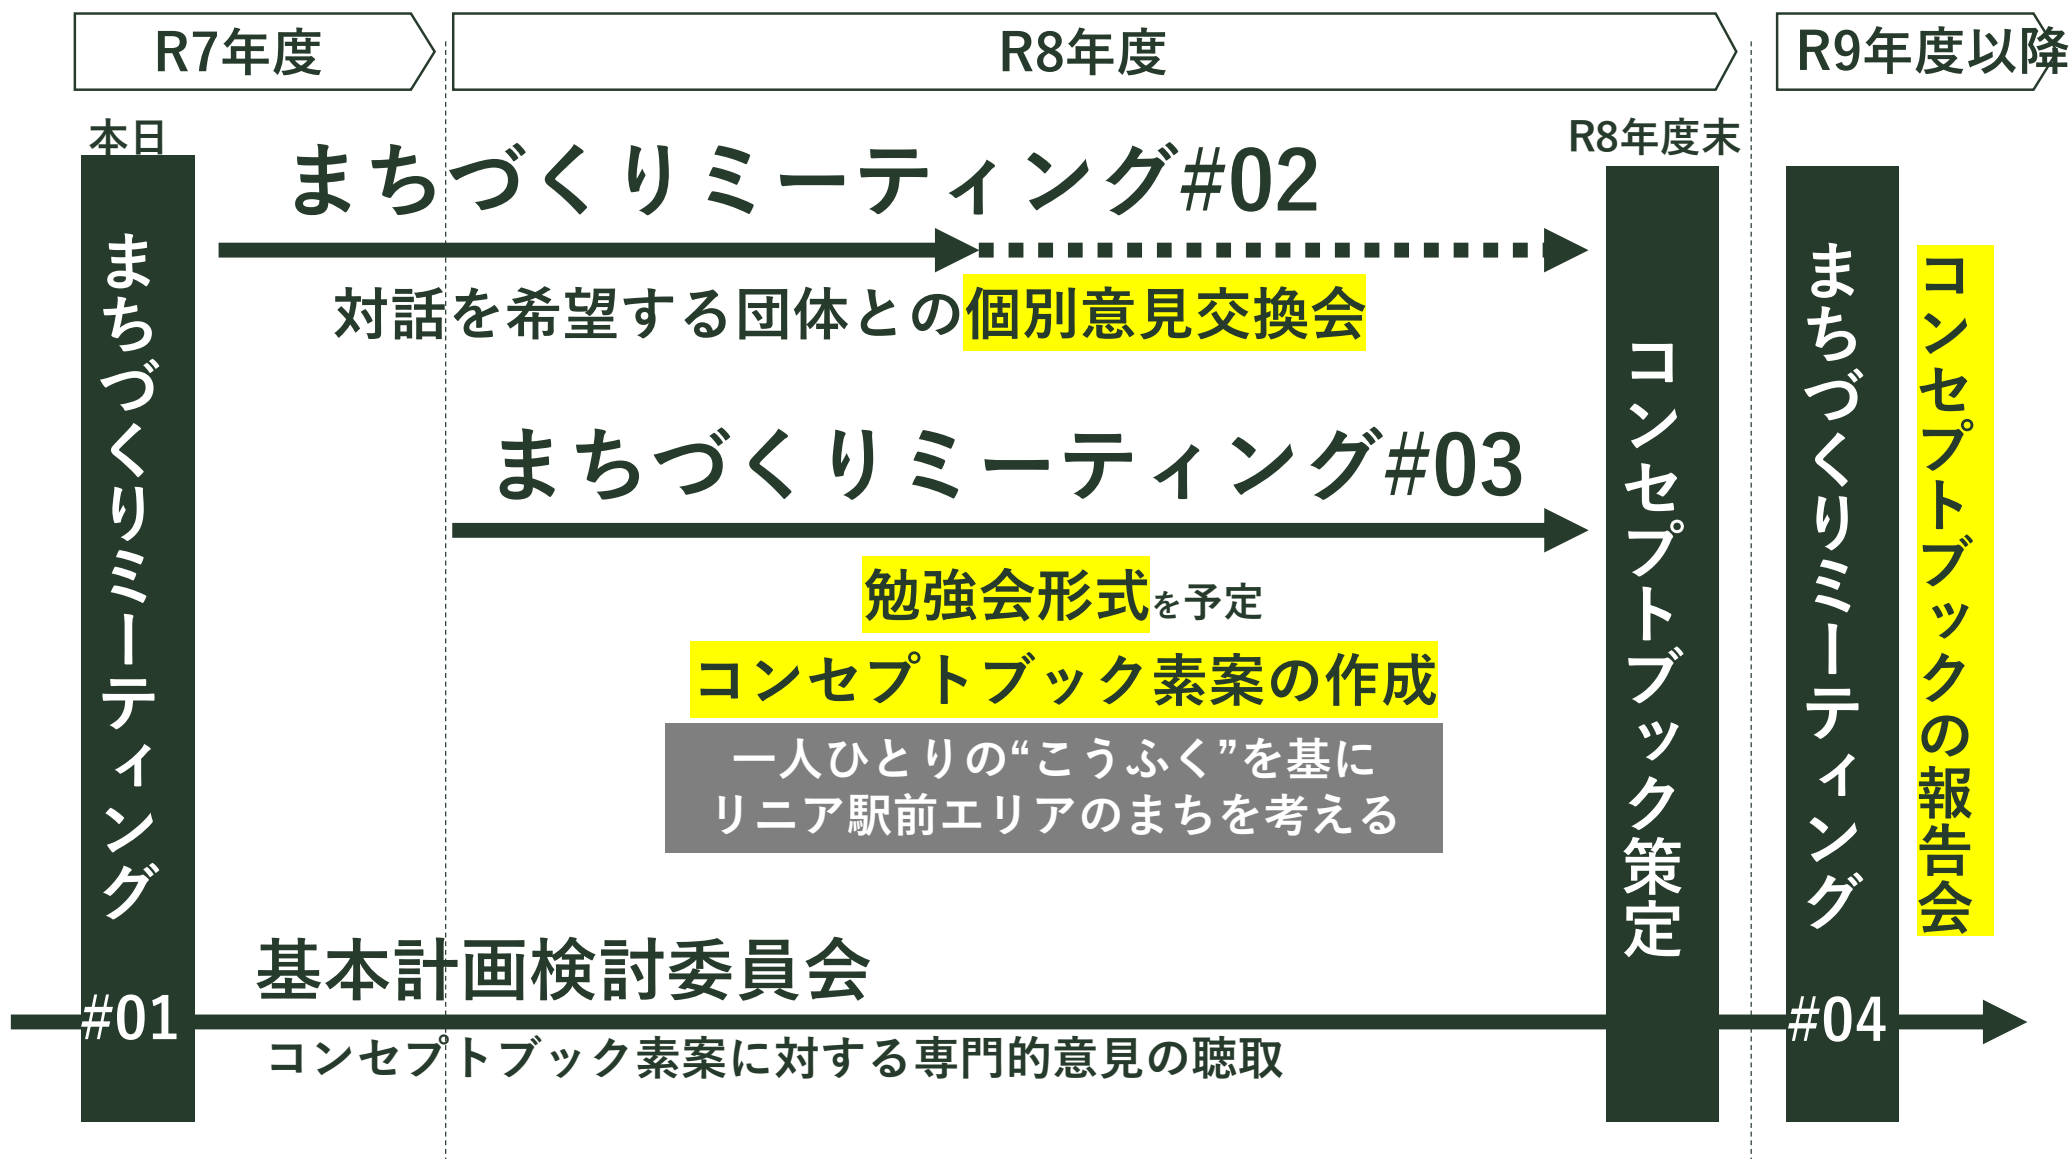 R7年度
R8年度
R9年度以降
本日
R8年度末
まちづくりミーティング
#01
まちづくりミーティング#02
対話を希望する団体との個別意見交換会
まちづくりミーティング#03
勉強会形式を予定
コンセプトブック素案の作成
一人ひとりの“こうふく”を基に
リニア駅前エリアのまちを考える
基本計画検討委員会
コンセプトブック素案に対する専門的意見の聴取
コンセプトブック策定
まちづくりミーティング
#04
コンセプトブックの報告会